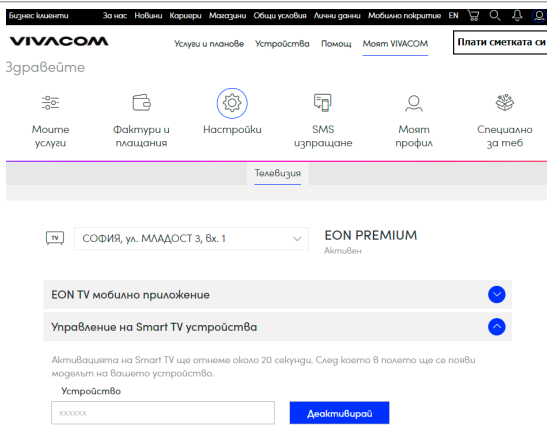 Бизнес клиенти За нас Новини Кариери Магазини Общи условия Лични данни Мобилно покритие EN
VIVACOM Услуги и планове Устройства Помощ Моят VIVACOM Плати сметката си
Здравейте
Моите услуги
Фактури и плащания
Настройки
SMS изпращане
Моят профил
Специално за теб
Телевизия
TV СОФИЯ, ул. МЛАДОСТ 3, вх. 1
EON PREMIUM
Активен
EON TV мобилно приложение
Управление на Smart TV устройства
Активацията на Smart TV ще отнеме около 20 секунди. След което в полето ще се появи
моделът на вашето устройство.
Устройство
xxxxxx Деактивирай